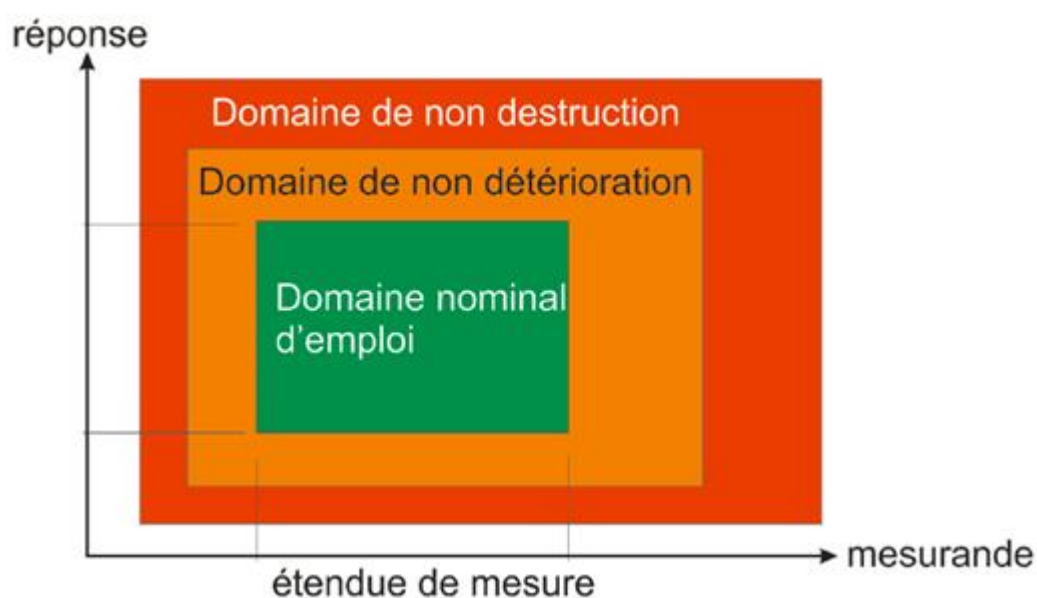 réponse
Domaine de non destruction
Domaine de non détérioration
Domaine nominal
d'emploi
mesurande
étendue de mesure